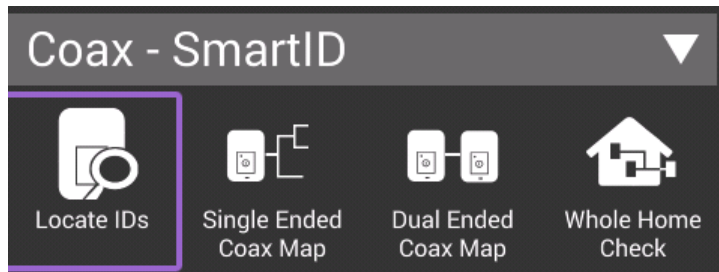 Coax - SmartID
Locate IDs
Single Ended
Coax Map
Dual Ended
Coax Map
Whole Home
Check